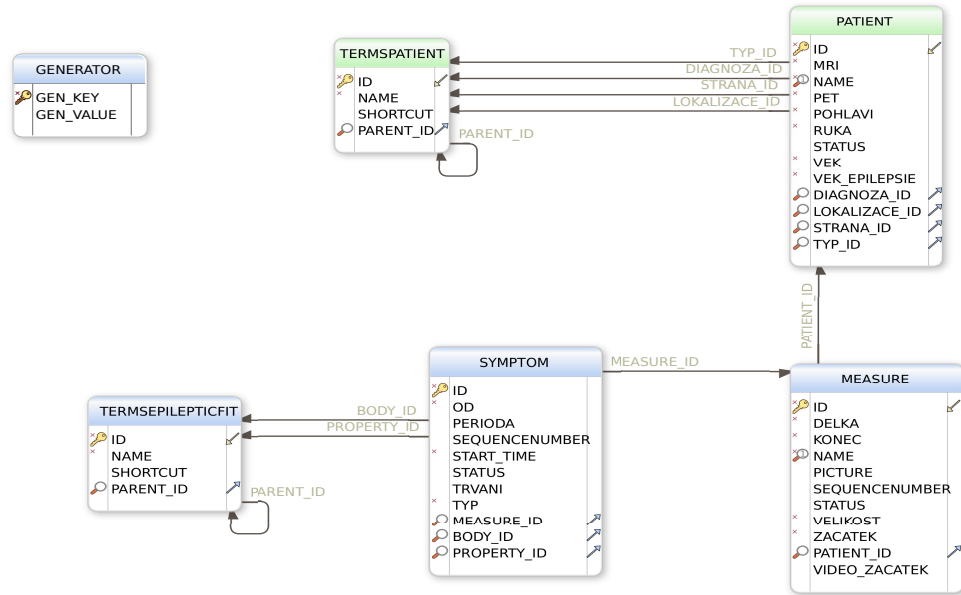 GENERATOR
GEN_KEY
GEN_VALUE
TERMSPATIENT
ID
NAME
SHORTCUT
PARENT_ID
PARENT_ID
TYP_ID
DIAGNOZA_ID
STRANA_ID
LOKALIZACE_ID
PATIENT
ID
MRI
NAME
PET
POHLAVI
RUKA
STATUS
VEK
VEK_EPILEPSIE
DIAGNOZA_ID
LOKALIZACE_ID
STRANA_ID
TYP_ID
PATIENT_ID
TERMSEPILEPTICFIT
ID
NAME
SHORTCUT
PARENT_ID
PARENT_ID
BODY_ID
PROPERTY_ID
SYMPTOM
ID
OD
PERIODA
SEQUENCENUMBER
START_TIME
STATUS
TRVANI
TYP
MEASURE_ID
BODY_ID
PROPERTY_ID
MEASURE_ID
MEASURE
ID
DELKA
KONEC
NAME
PICTURE
SEQUENCENUMBER
STATUS
VELIKOST
ZACATEK
PATIENT_ID
VIDEO_ZACATEK